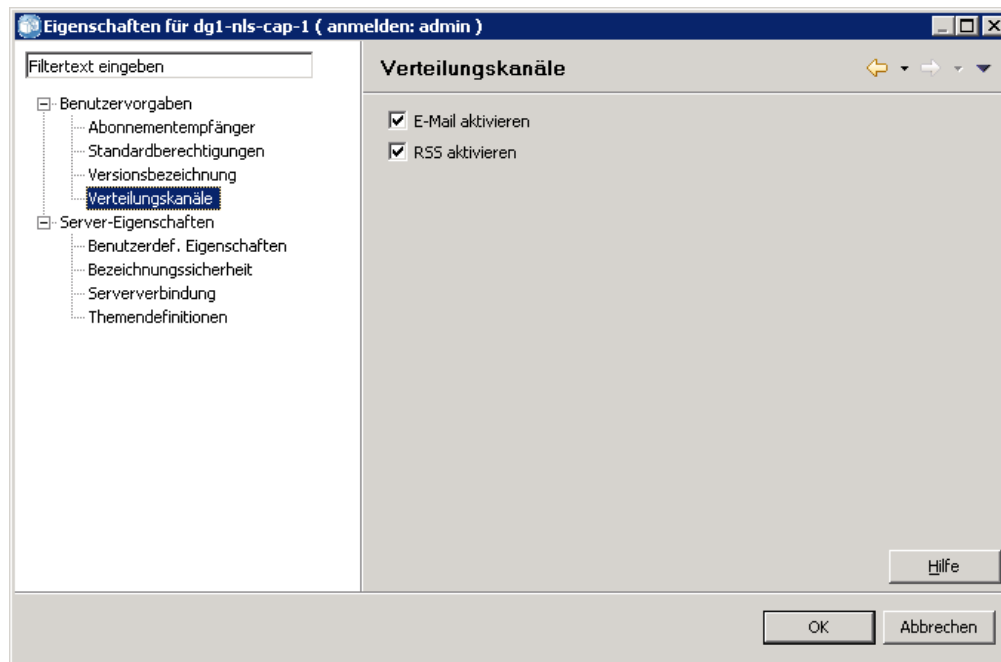 Eigenschaften für dg1-nls-cap-1 ( anmelden: admin )
Filtertext eingeben
Benutzervorgaben
Abonnementempfänger
Standardberechtigungen
Versionsbezeichnung
Verteilungskanäle
Server-Eigenschaften
Benutzerdef. Eigenschaften
Bezeichnungssicherheit
Serververbindung
Themendefinitionen
Verteilungskanäle
E-Mail aktivieren
RSS aktivieren
Hilfe
OK
Abbrechen